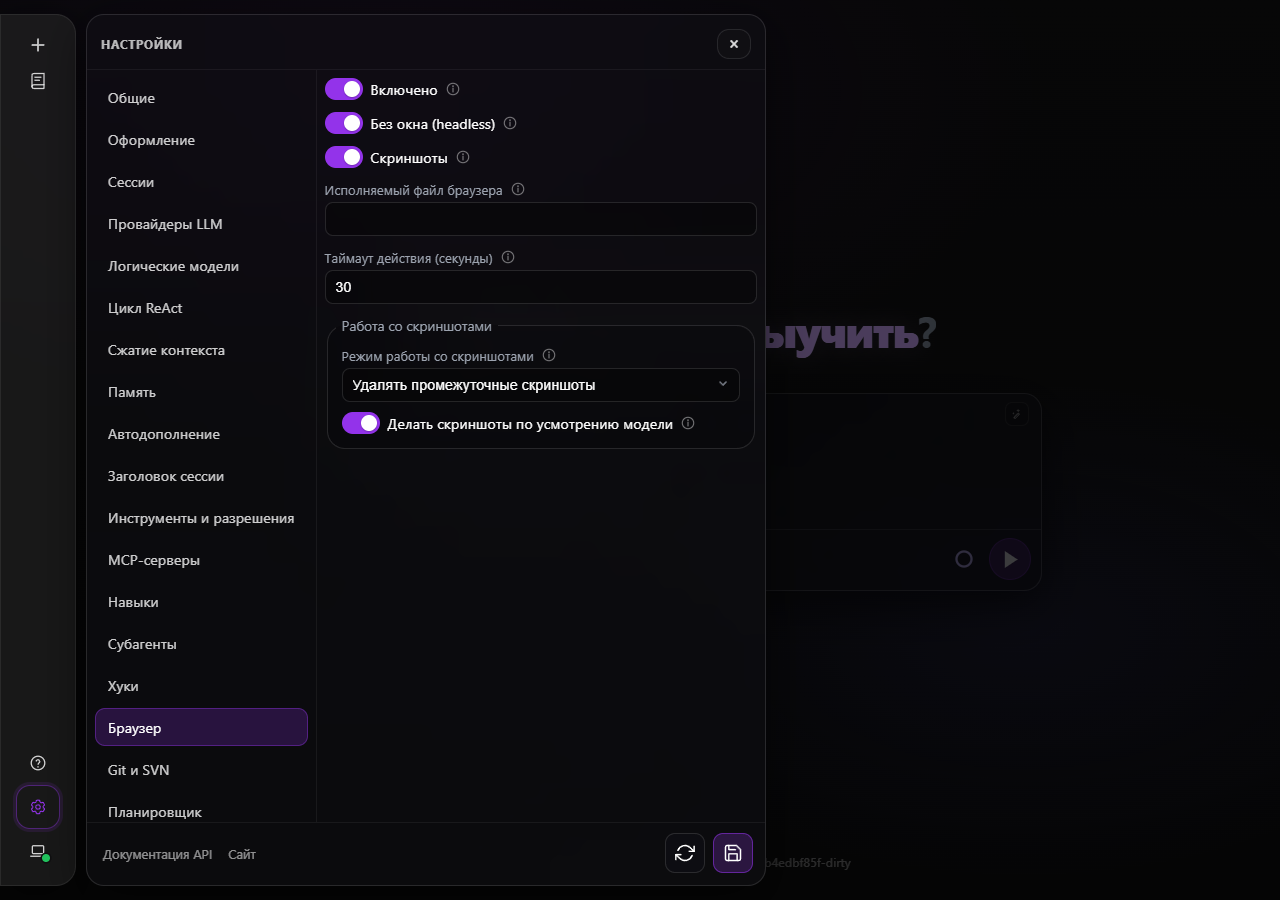 НАСТРОЙКИ
Общие
Оформление
Сессии
Провайдеры LLM
Логические модели
Цикл ReAct
Сжатие контекста
Память
Автодополнение
Заголовок сессии
Инструменты и разрешения
MCP-серверы
Навыки
Субагенты
Хуки
Браузер
Git и SVN
Планировщик
Включено
Без окна (headless)
Скриншоты
Исполняемый файл браузера
Таймаут действия (секунды)
30
Работа со скриншотами
Режим работы со скриншотами
Удалять промежуточные скриншоты
Делать скриншоты по усмотрению модели
ыучить?
Документация API
Сайт
b4edbf85f-dirty